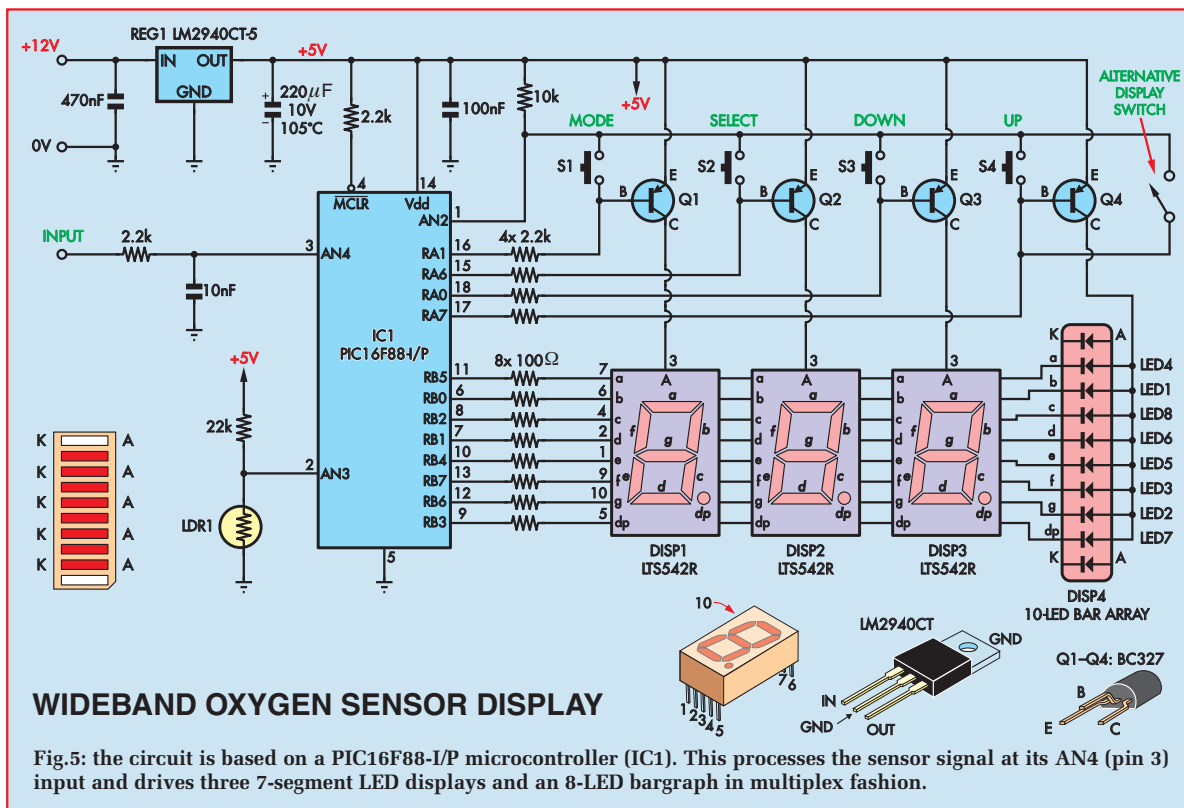 REG1 LM2940CT-5
+12V
IN OUT
GND
+5V
470nF
0V
220µF
10V
105°C
+
–
2.2k
100nF
10k
+5V
MODE
SELECT
DOWN
UP
ALTERNATIVE
DISPLAY
SWITCH
S1
S2
S3
S4
E
B
Q1
C
E
B
Q2
C
E
B
Q3
C
E
B
Q4
C
4
14
MCLR
Vdd
1
AN2
INPUT
2.2k
3
AN4
10nF
16
RA1
4x 2.2k
15
RA6
18
RA0
17
RA7
IC1
PIC16F88-I/P
+5V
22k
2
AN3
LDR1
5
8x 100Ω
RB5 11
RB0 6
RB2 8
RB1 7
RB4 10
RB7 13
RB6 12
RB3 9
7 a
6 b
4 c
2 d
1 e
9 f
10 g
5 dp
3
A
a
f b
g
e c
d
dp
DISP1
LTS542R
3
A
a
b
c
d
e
f
g
dp
a
f b
g
e c
d
dp
DISP2
LTS542R
3
A
a
b
c
d
e
f
g
dp
a
f b
g
e c
d
dp
DISP3
LTS542R
K A
a LED4
b LED1
c LED8
d LED6
e LED5
f LED3
g LED2
dp LED7
K A
DISP4
10-LED BAR ARRAY
K A
K A
K A
K A
10
1
2
3
4
5
7
6
LM2940CT
GND
IN
GND
OUT
Q1–Q4: BC327
B
E
C
WIDEBAND OXYGEN SENSOR DISPLAY
Fig.5: the circuit is based on a PIC16F88-I/P microcontroller (IC1). This processes the sensor signal at its AN4 (pin 3)
input and drives three 7-segment LED displays and an 8-LED bargraph in multiplex fashion.